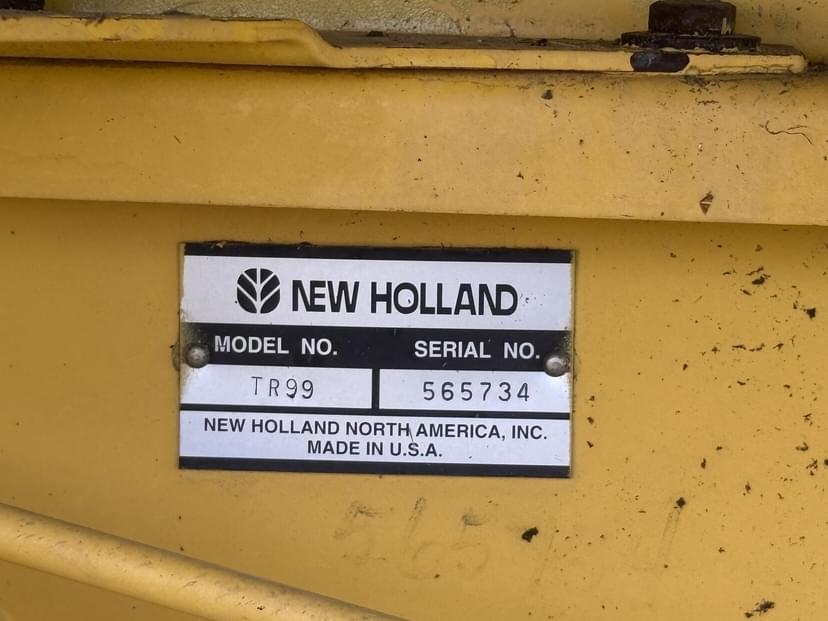 NEW HOLLAND
MODEL NO. SERIAL NO.
TR99 565734
NEW HOLLAND NORTH AMERICA, INC.
MADE IN U.S.A.